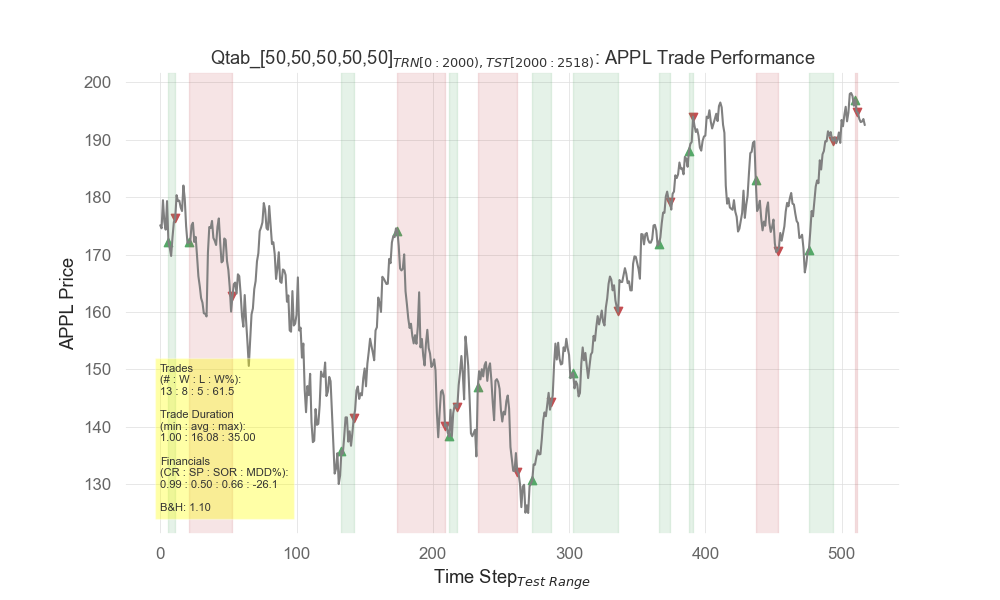 Qtab_[50,50,50,50,50]TRN[0 : 2000), TST[2000 : 2518): APPL Trade Performance
200
190
180
170
160
150
140
130
APPL Price
Trades
(# : W : L : W%):
13 : 8 : 5 : 61.5
Trade Duration
(min : avg : max):
1.00 : 16.08 : 35.00
Financials
(CR : SP : SOR : MDD%):
0.99 : 0.50 : 0.66 : -26.1
B&H: 1.10
0 100 200 300 400 500
Time StepTest Range